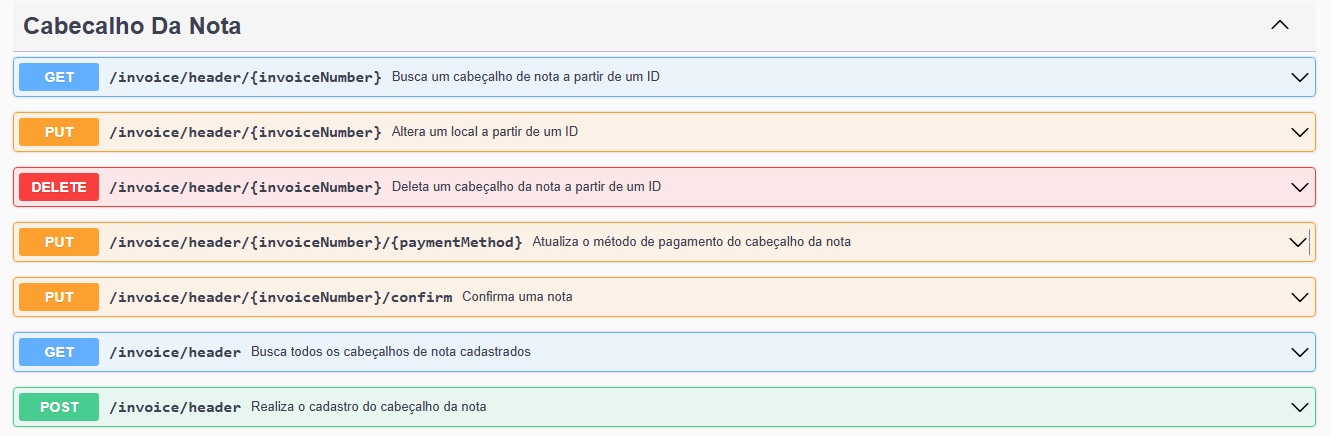 Cabecalho Da Nota
GET /invoice/header/{invoiceNumber} Busca um cabeçalho de nota a partir de um ID
PUT /invoice/header/{invoiceNumber} Altera um local a partir de um ID
DELETE /invoice/header/{invoiceNumber} Deleta um cabeçalho da nota a partir de um ID
PUT /invoice/header/{invoiceNumber}/{paymentMethod} Atualiza o método de pagamento do cabeçalho da nota
PUT /invoice/header/{invoiceNumber}/confirm Confirma uma nota
GET /invoice/header Busca todos os cabeçalhos de nota cadastrados
POST /invoice/header Realiza o cadastro do cabeçalho da nota